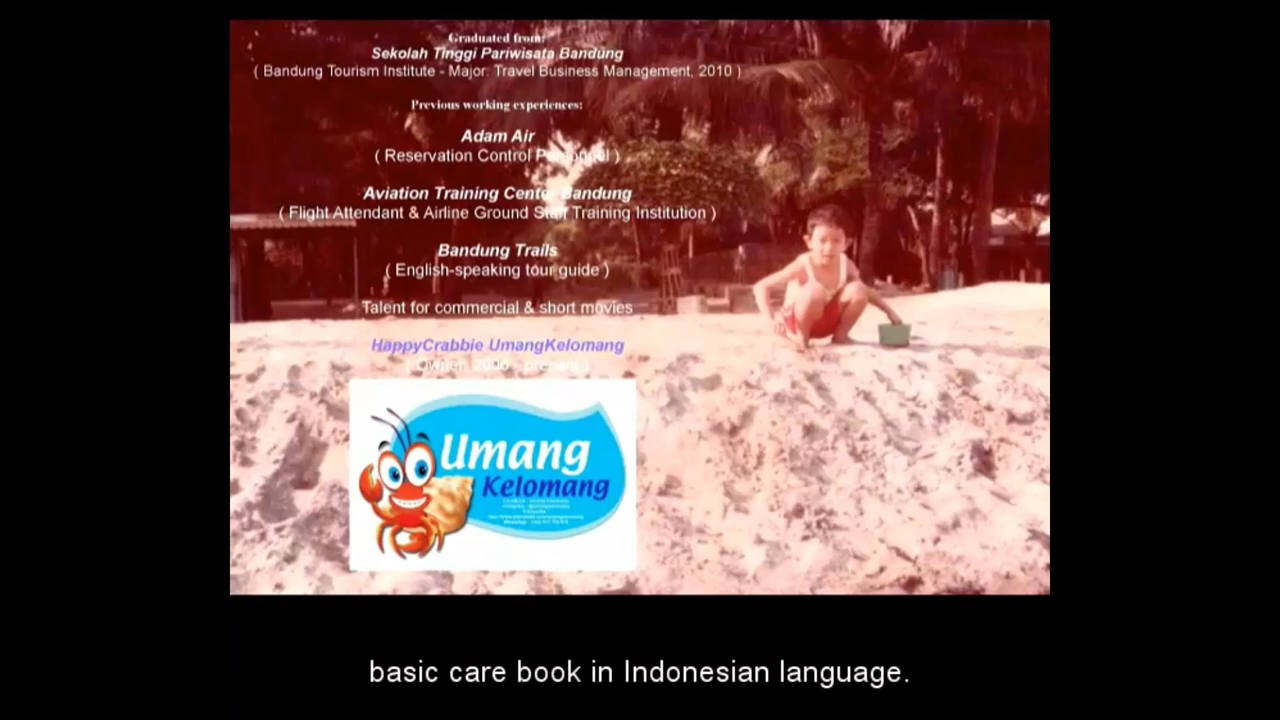 Graduated from:
Sekolah Tinggi Pariwisata Bandung
( Bandung Tourism Institute - Major: Travel Business Management, 2010 )
Previous working experiences:
Adam Air
( Reservation Control Personnel )
Aviation Training Center Bandung
( Flight Attendant & Airline Ground Staff Training Institution )
Bandung Trails
( English-speaking tour guide )
Talent for commercial & short movies
HappyCrabbie UmangKelomang
Umang
Kelomang
basic care book in Indonesian language.